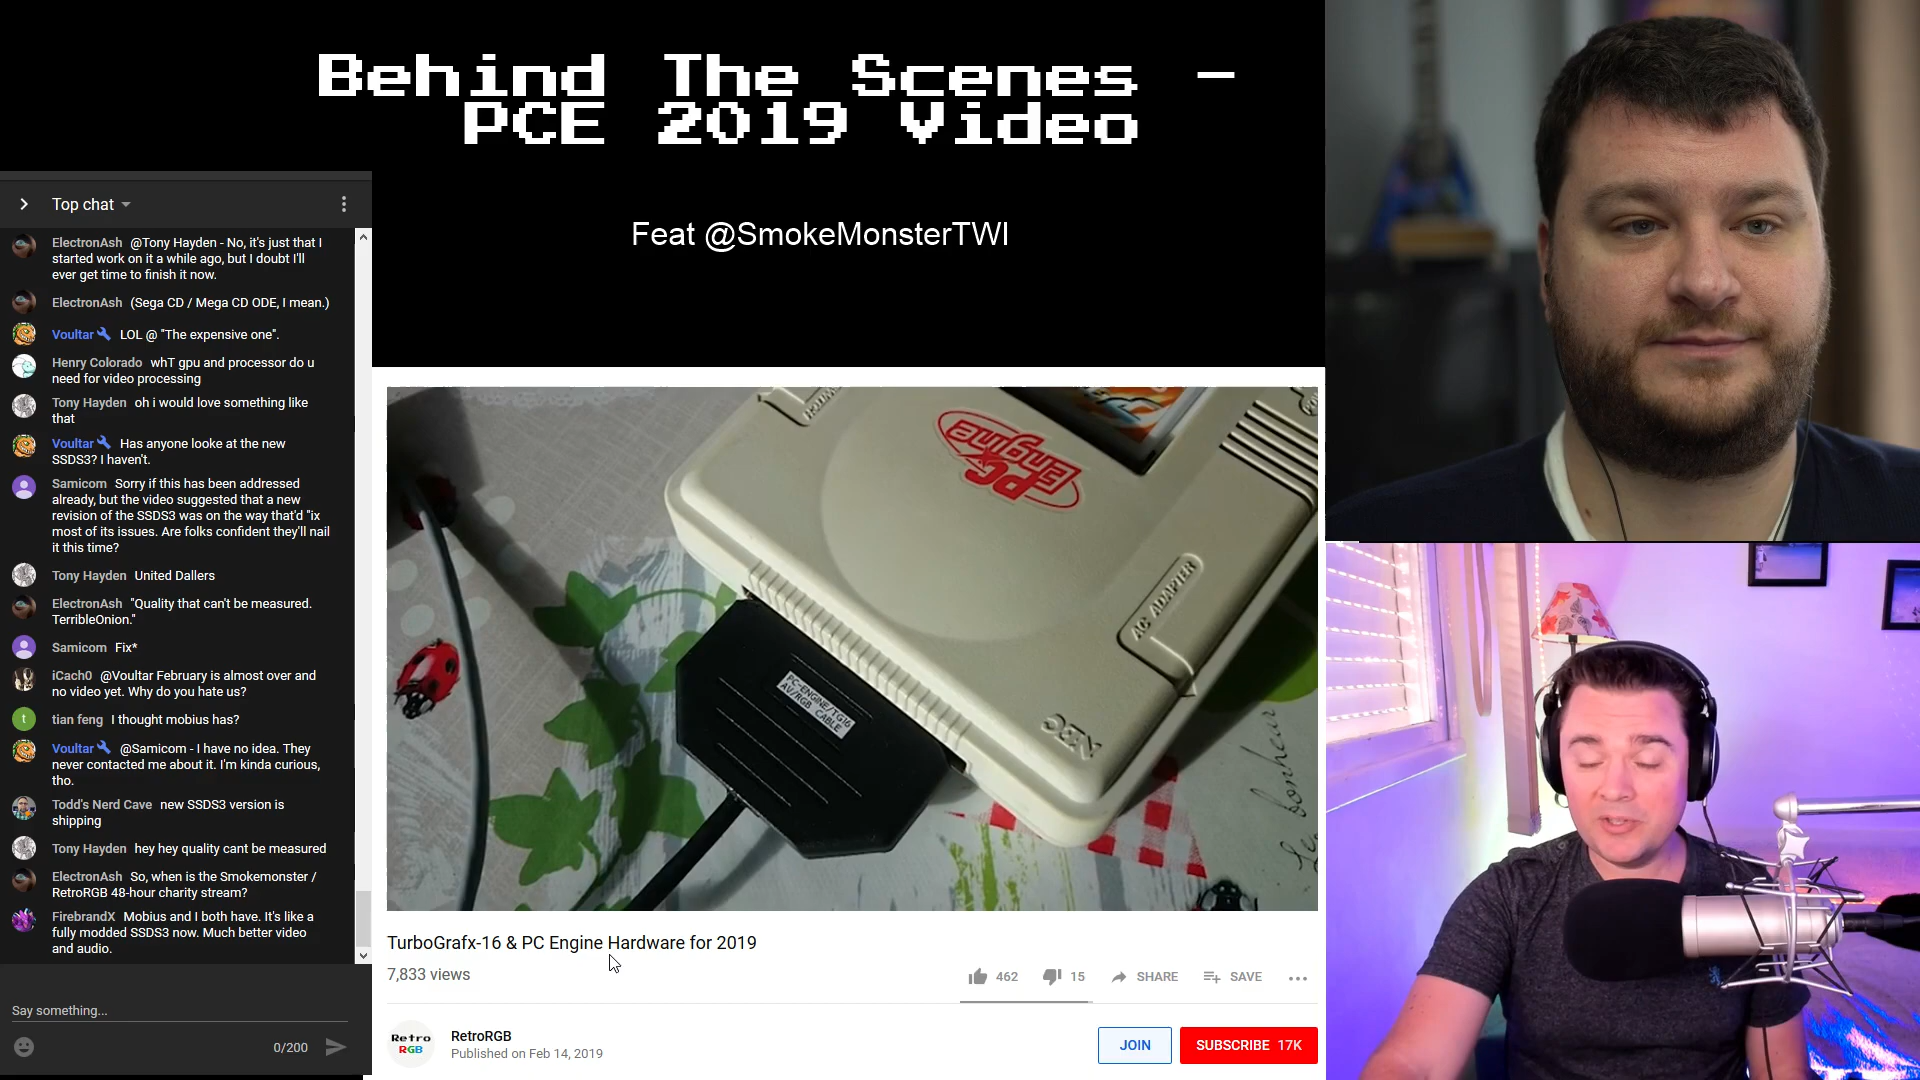 Behind The Scenes -
PCE 2019 Video
Feat @SmokeMonsterTWI
Top chat
ElectronAsh @Tony Hayden - No, it's just that I
started work on it a while ago, but I doubt I'll
ever get time to finish it now.
ElectronAsh (Sega CD / Mega CD ODE, I mean.)
Voultar LOL @ "The expensive one".
Henry Colorado whT gpu and processor do u
need for video processing
Tony Hayden oh i would love something like
that
Voultar Has anyone looke at the new
SSDS3? I haven't.
Samicom Sorry if this has been addressed
already, but the video suggested that a new
revision of the SSDS3 was on the way that'd "ix
most of its issues. Are folks confident they'll nail
it this time?
Tony Hayden United Dallers
ElectronAsh "Quality that can't be measured.
TerribleOnion."
Samicom Fix*
iCach0 @Voultar February is almost over and
no video yet. Why do you hate us?
t
tian feng I thought mobius has?
Voultar @Samicom - I have no idea. They
never contacted me about it. I'm kinda curious,
tho.
Todd's Nerd Cave new SSDS3 version is
shipping
Tony Hayden hey hey quality cant be measured
ElectronAsh So, when is the Smokemonster /
RetroRGB 48-hour charity stream?
FirebrandX Mobius and I both have. It's like a
fully modded SSDS3 now. Much better video
and audio.
Say something...
0/200
PC Engine
AC ADAPTER
NEC
PC-ENGINE/TG16
AV/RGB CABLE
TurboGrafx-16 & PC Engine Hardware for 2019
7,833 views
462
15
SHARE
SAVE
Retro
RGB
RetroRGB
Published on Feb 14, 2019
JOIN
SUBSCRIBE 17K